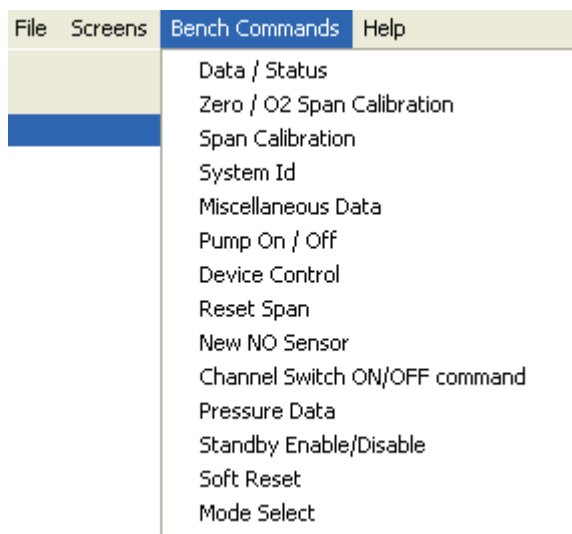 File Screens Bench Commands Help
Data / Status
Zero / O2 Span Calibration
Span Calibration
System Id
Miscellaneous Data
Pump On / Off
Device Control
Reset Span
New NO Sensor
Channel Switch ON/OFF command
Pressure Data
Standby Enable/Disable
Soft Reset
Mode Select